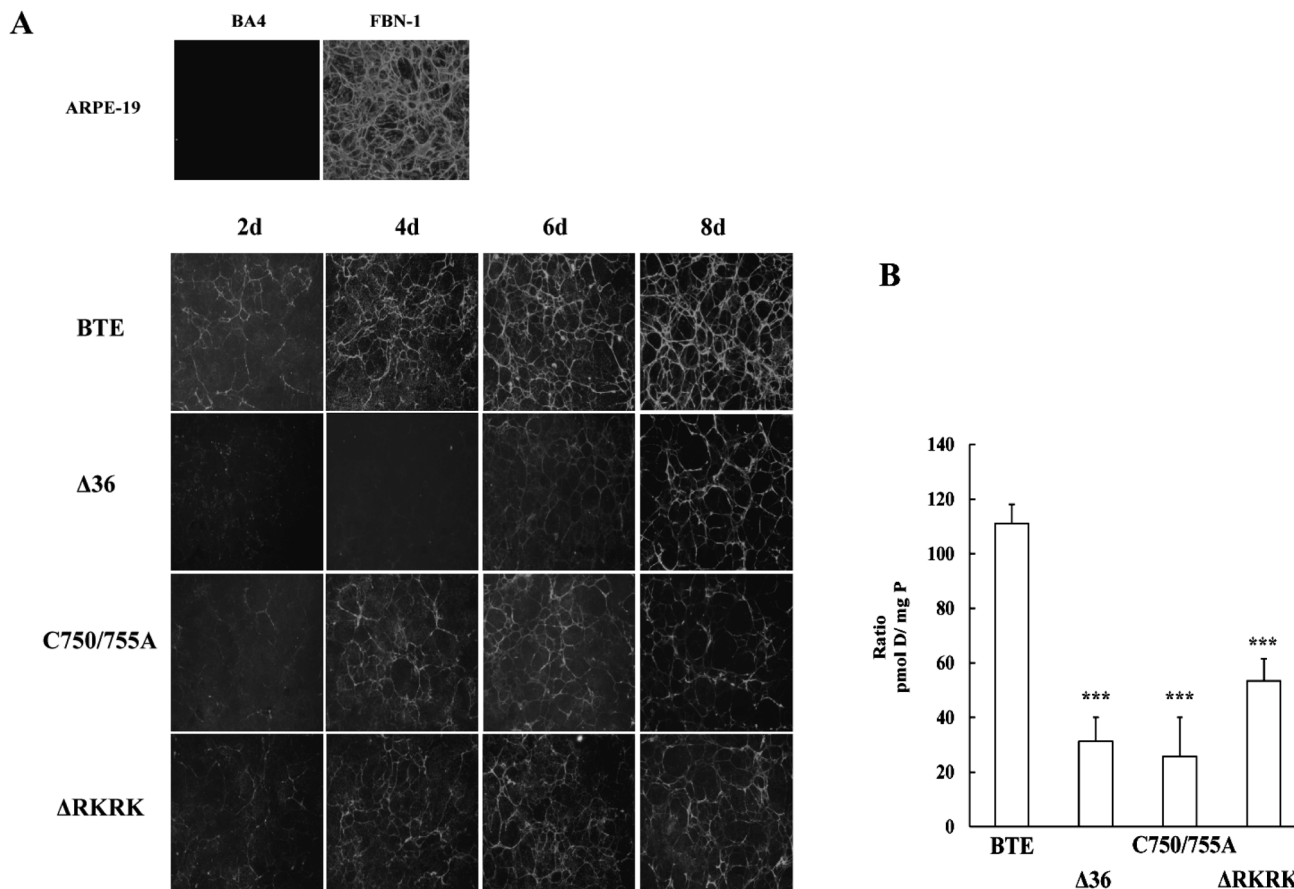 A
BA4 FBN-1
ARPE-19
2d 4d 6d 8d
BTE
Δ36
C750/755A
ΔRKRK
B
Ratio
pmol D/ mg P
140
120
100
80
60
40
20
0
***
***
***
BTE C750/755A
Δ36 ΔRKRK